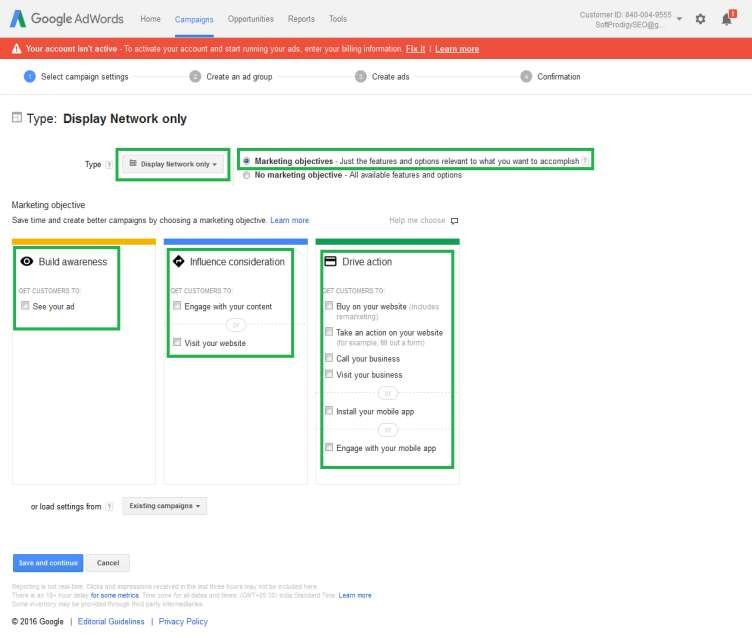 Google AdWords Home Campaigns Opportunities Reports Tools
Customer ID: 840-004-9555
SoftProdigySEO@g...
Your account isn't active - To activate your account and start running your ads, enter your billing information. Fix it | Learn more
1 Select campaign settings 2 Create an ad group 3 Create ads 4 Confirmation
Type: Display Network only
Type ? Display Network only
Marketing objectives - Just the features and options relevant to what you want to accomplish ?
No marketing objective - All available features and options
Marketing objective
Save time and create better campaigns by choosing a marketing objective. Learn more
Help me choose
Build awareness
GET CUSTOMERS TO:
See your ad
Influence consideration
GET CUSTOMERS TO:
Engage with your content
or
Visit your website
Drive action
GET CUSTOMERS TO:
Buy on your website (includes
remarketing)
Take an action on your website
(for example, fill out a form)
Call your business
Visit your business
or
Install your mobile app
or
Engage with your mobile app
or load settings from ? Existing campaigns
Save and continue Cancel
Reporting is not real-time. Clicks and impressions received in the last three hours may not be included here.
There is an 18+ hour delay for some metrics. Time zone for all dates and times: (GMT+05:30) India Standard Time. Learn more
Some inventory may be provided through third party intermediaries.
© 2016 Google | Editorial Guidelines | Privacy Policy